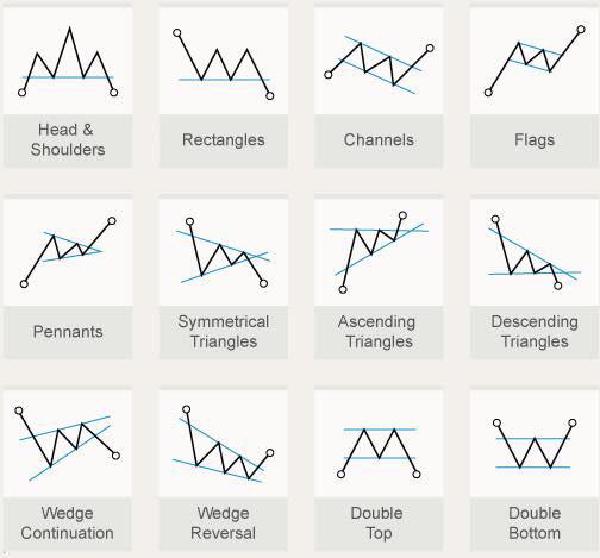 Head &
Shoulders
Rectangles
Channels
Flags
Pennants
Symmetrical
Triangles
Ascending
Triangles
Descending
Triangles
Wedge
Continuation
Wedge
Reversal
Double
Top
Double
Bottom